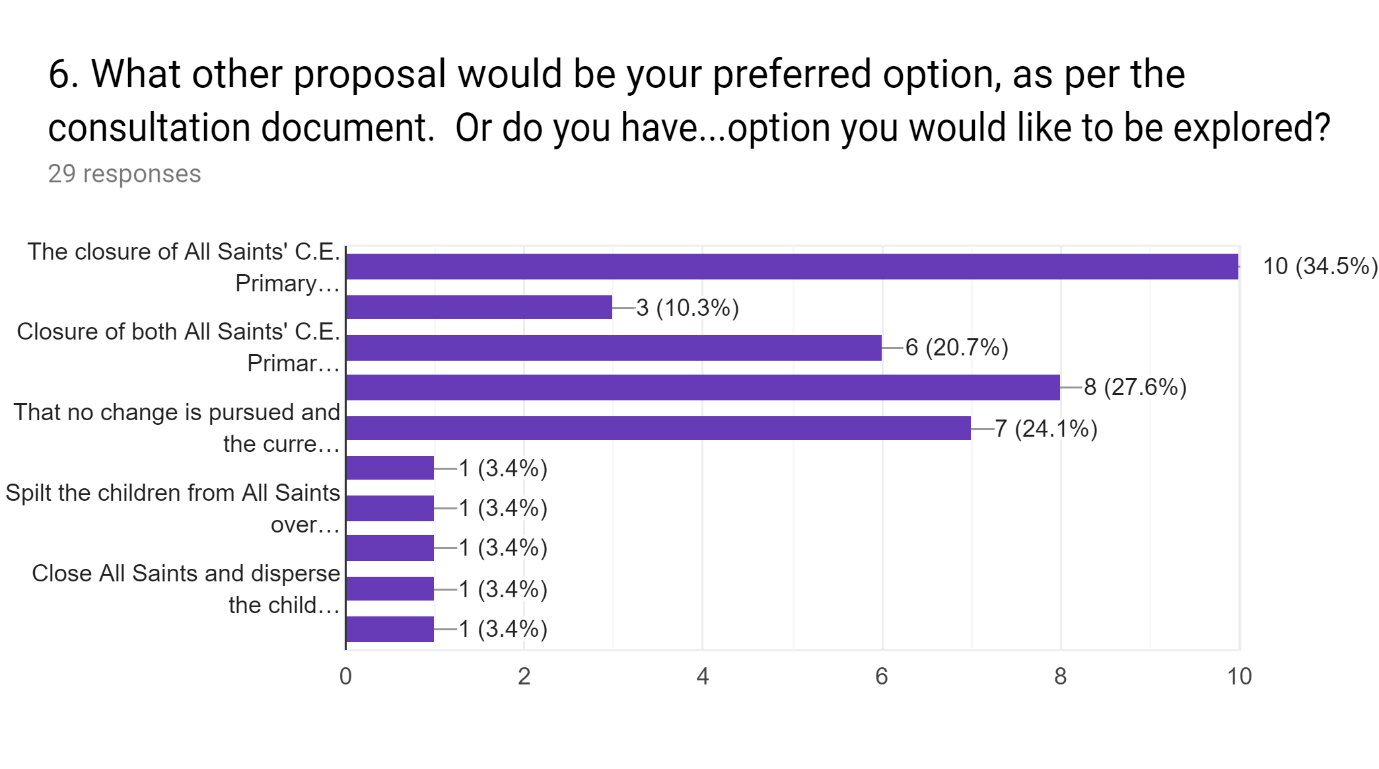 6. What other proposal would be your preferred option, as per the
consultation document.  Or do you have...option you would like to be explored?
29 responses
The closure of All Saints' C.E.
Primary…
10 (34.5%)
3 (10.3%)
Closure of both All Saints' C.E.
Primar…
6 (20.7%)
8 (27.6%)
That no change is pursued and
the curre…
7 (24.1%)
1 (3.4%)
Spilt the children from All Saints
over…
1 (3.4%)
1 (3.4%)
Close All Saints and disperse
the child…
1 (3.4%)
1 (3.4%)
0 2 4 6 8 10